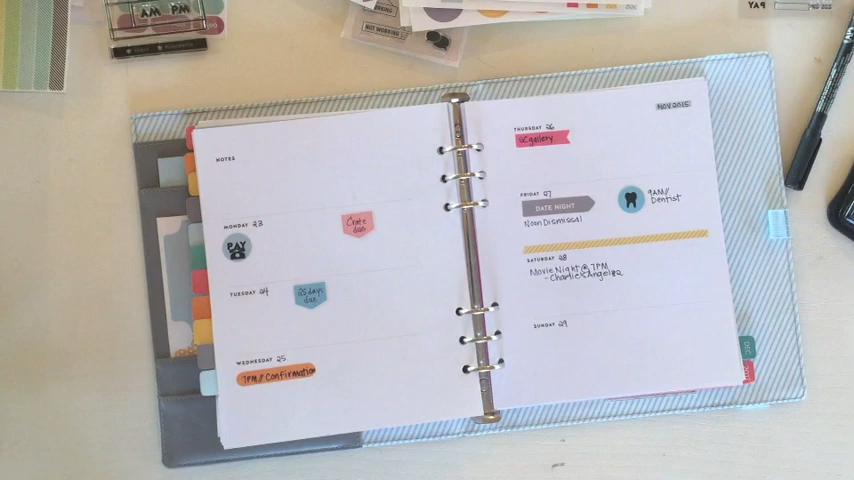 AM PM
NOT WORKING
PAY
NOTES
MONDAY 23
PAY
Crate
due
TUESDAY 24
25 days
due
WEDNESDAY 25
7PM // Confirmation
NOV 2015
THURSDAY 26
gallery
FRIDAY 27
DATE NIGHT
Noon Dismissal
9AM//
Dentist
SATURDAY 28
Movie Night @ 7PM
SUNDAY 29
DEC